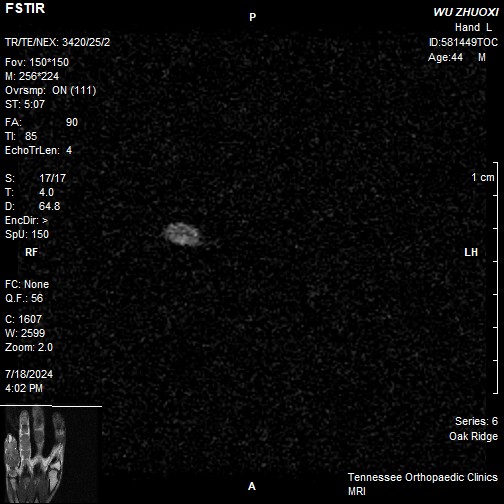 FSTIR
P
WU ZHUOXI
Hand L
TR/TE/NEX: 3420/25/2
ID:581449TOC
Age:44 M
Fov: 150*150
M: 256*224
Ovrsmp: ON (111)
ST: 5:07
FA: 90
TI: 85
EchoTrLen: 4
S: 17/17
T: 4.0
D: 64.8
EncDir: >
SpU: 150
1 cm
RF
LH
FC: None
Q.F.: 56
C: 1607
W: 2599
Zoom: 2.0
7/18/2024
4:02 PM
Series: 6
Oak Ridge
A
Tennessee Orthopaedic Clinics
MRI